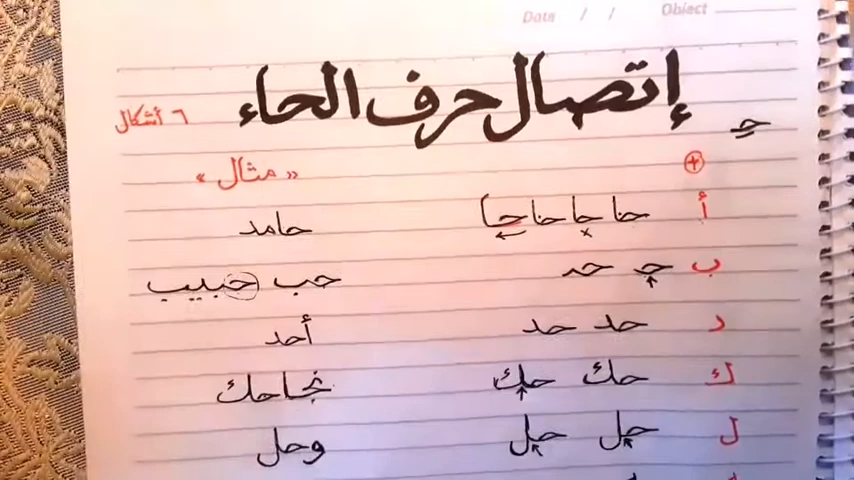 Date / / Object
إتصال حرف الحاء
٦ أشكال
حـ
« مثال »
+
أ حا حا حا حا حامد
ب حب حبيب
د حد حد أحد
ك حك حك نجاحك
ل حل حل وحل